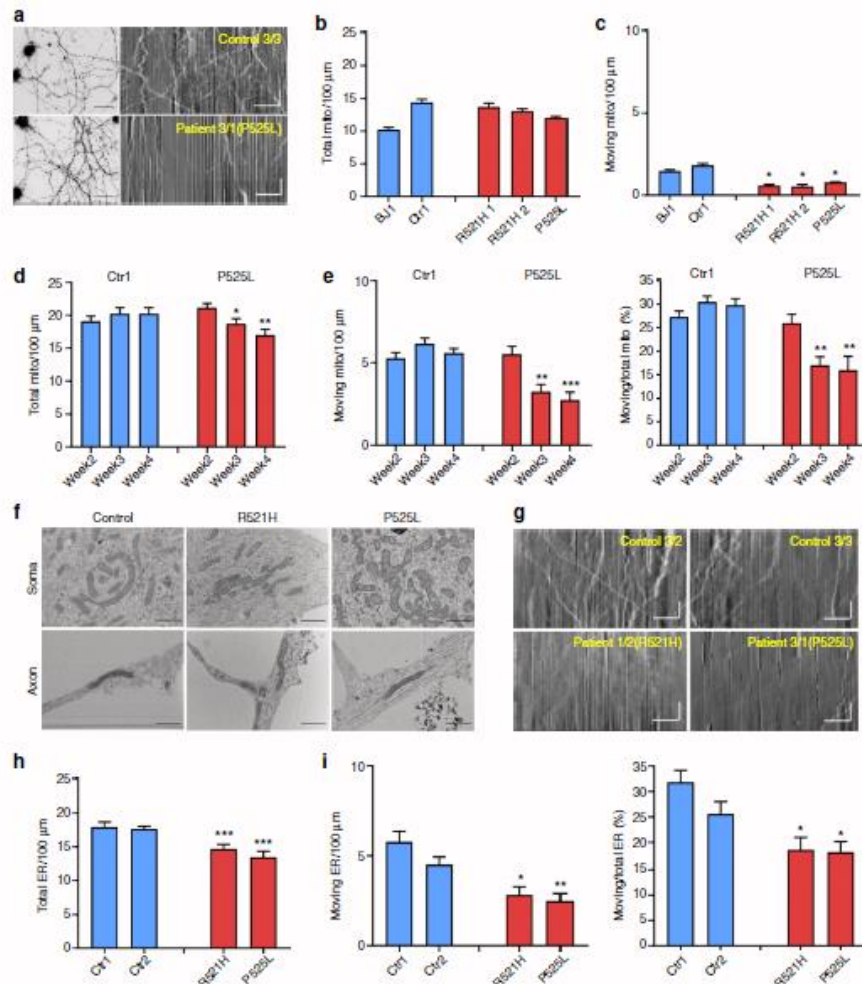 a
Control 3/3
Patient 3/1(P525L)
b
Total mito/100 μm
25
20
15
10
5
0
BJ1
Ctr1
R521H 1
R521H 2
P525L
c
Moving mito/100 μm
10
5
0
* * *
BJ1
Ctr1
R521H 1
R521H 2
P525L
d
Ctr1 P525L
Total mito/100 μm
25
20
15
10
5
0
* **
Week2
Week3
Week4
Week2
Week3
Week4
e
Ctr1 P525L
Moving mito/100 μm
10
5
0
** ***
Week2
Week3
Week4
Week2
Week3
Week4
Ctr1 P525L
Moving/total mito (%)
35
30
25
20
15
10
5
0
** **
Week2
Week3
Week4
Week2
Week3
Week4
f
Control R521H P525L
Soma
Axon
g
Control 3/2
Control 3/3
Patient 1/2(R521H)
Patient 3/1(P525L)
h
Total ER/100 μm
25
20
15
10
5
0
*** ***
Ctr1
Ctr2
R521H
P525L
i
Moving ER/100 μm
10
5
0
* **
Ctr1
Ctr2
R521H
P525L
Moving/total ER (%)
35
30
25
20
15
10
5
0
* *
Ctr1
Ctr2
R521H
P525L